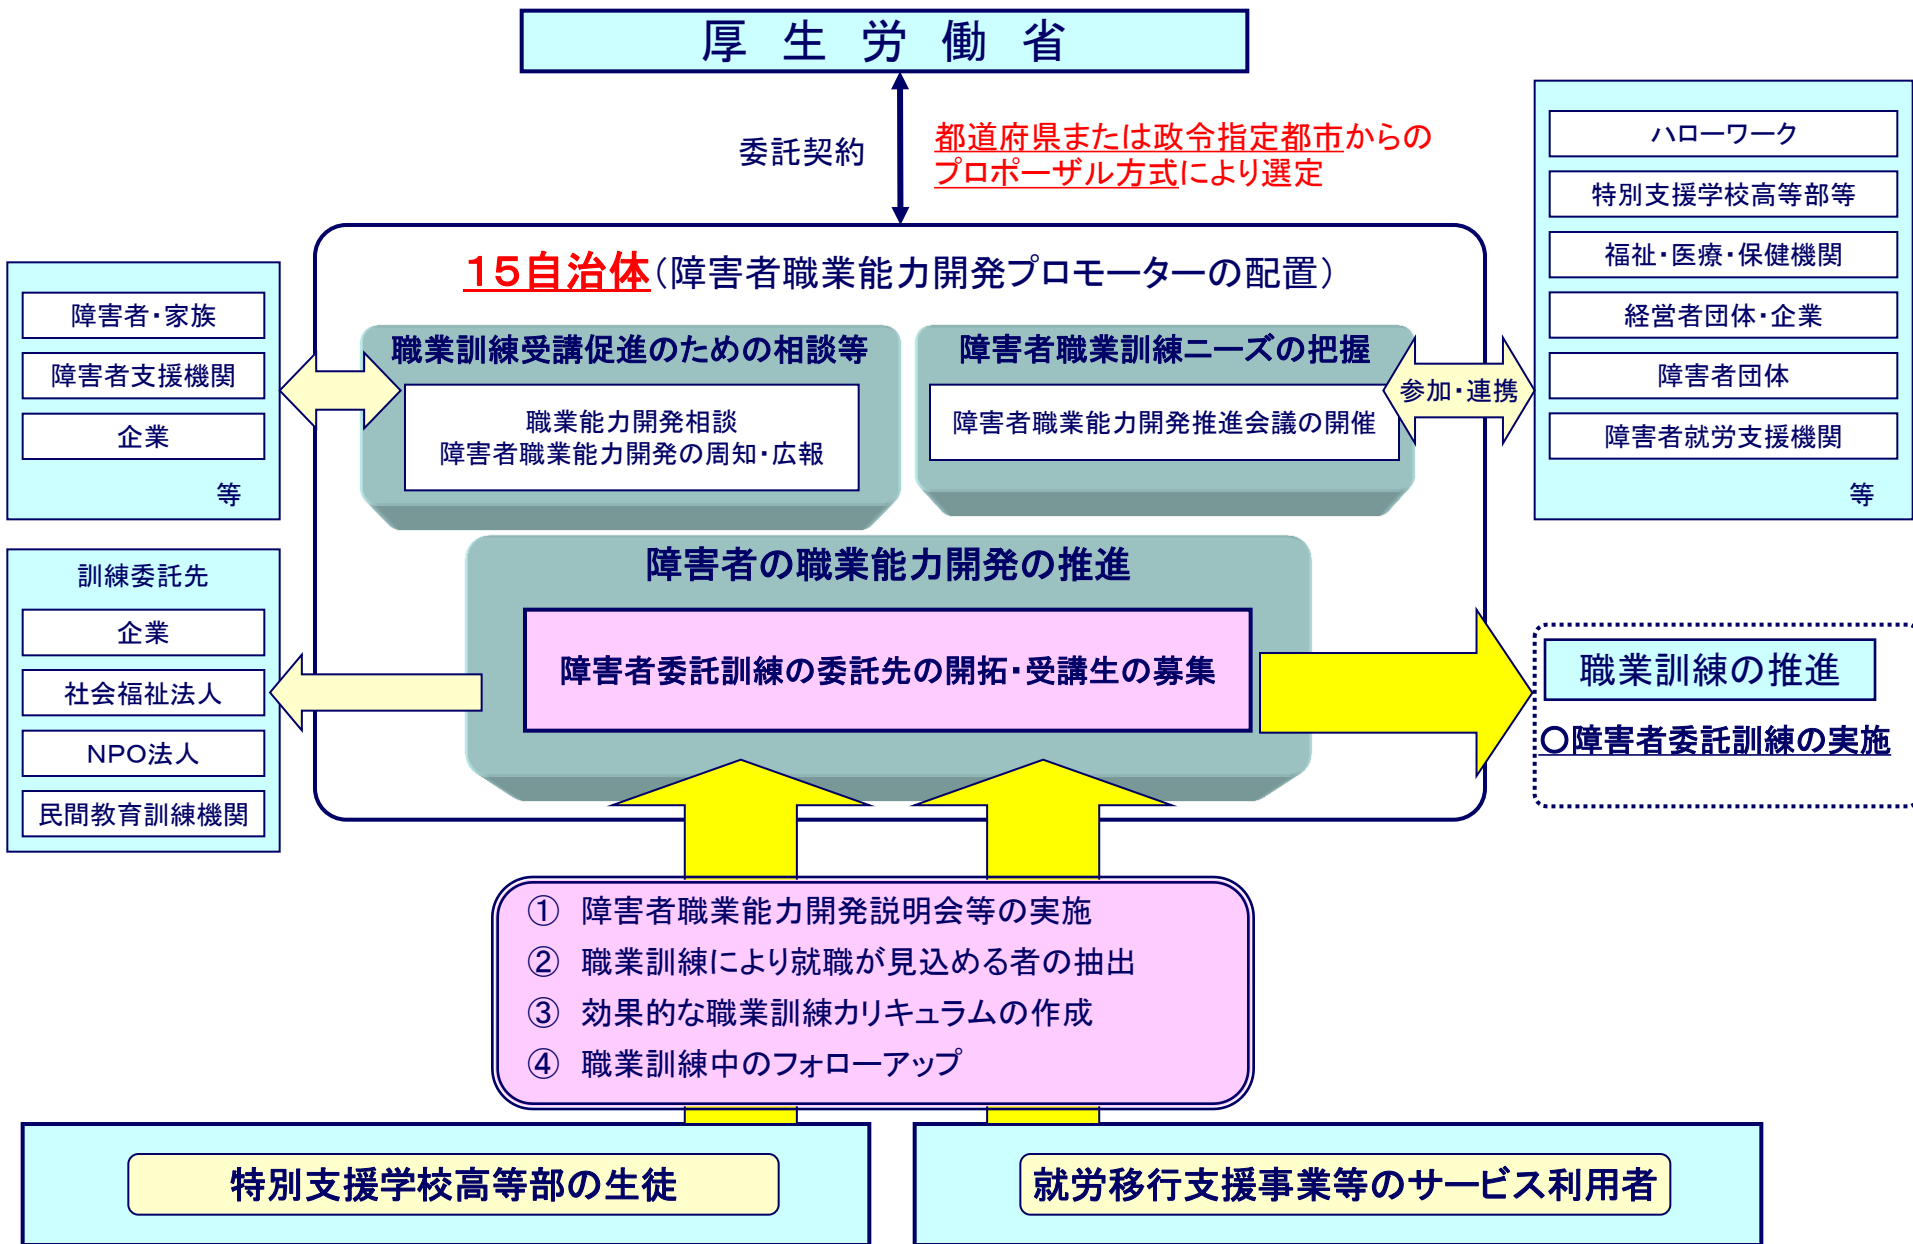 厚生労働省
委託契約
都道府県または政令指定都市からの
プロポーザル方式により選定
15自治体(障害者職業能力開発プロモーターの配置)
障害者・家族
障害者支援機関
企業
等
職業訓練受講促進のための相談等
職業能力開発相談
障害者職業能力開発の周知・広報
障害者職業訓練ニーズの把握
障害者職業能力開発推進会議の開催
参加・連携
ハローワーク
特別支援学校高等部等
福祉・医療・保健機関
経営者団体・企業
障害者団体
障害者就労支援機関
等
訓練委託先
企業
社会福祉法人
NPO法人
民間教育訓練機関
障害者の職業能力開発の推進
障害者委託訓練の委託先の開拓・受講生の募集
職業訓練の推進
○障害者委託訓練の実施
① 障害者職業能力開発説明会等の実施
② 職業訓練により就職が見込める者の抽出
③ 効果的な職業訓練カリキュラムの作成
④ 職業訓練中のフォローアップ
特別支援学校高等部の生徒
就労移行支援事業等のサービス利用者